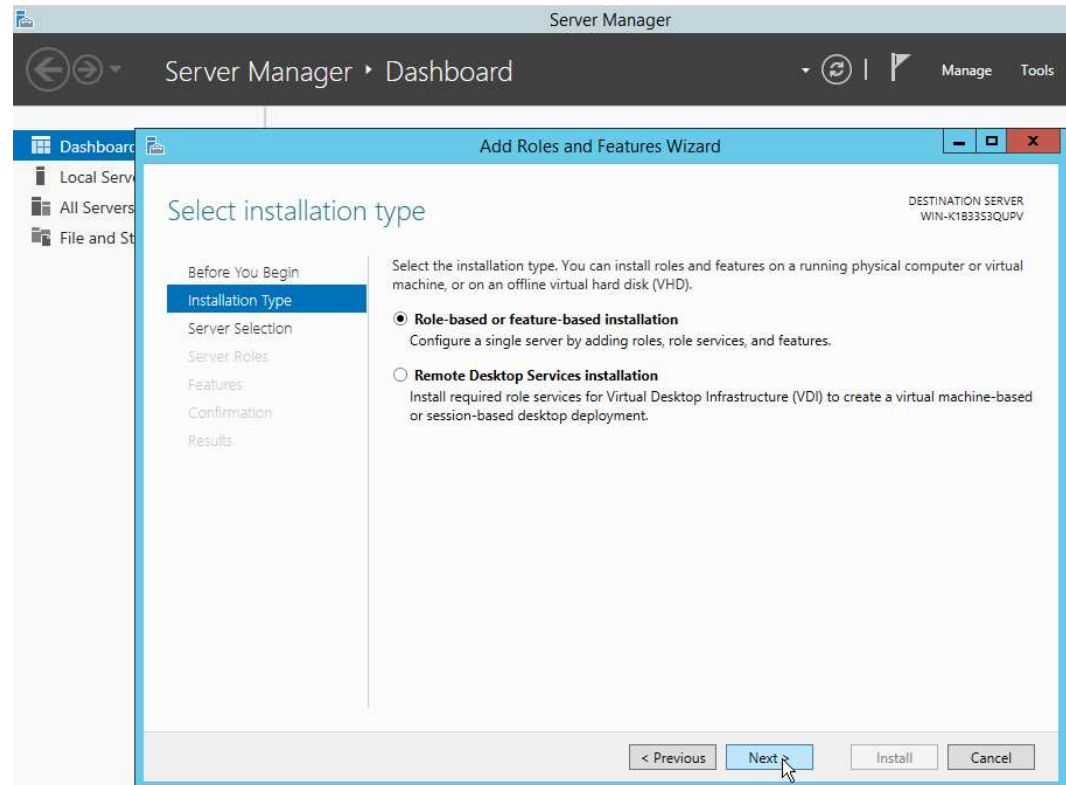 Server Manager
Server Manager ‣ Dashboard
Manage Tools
Dashboard
Local Serv
All Servers
File and St
Add Roles and Features Wizard
Select installation type
DESTINATION SERVER
WIN-K1B33S3QUPV
Before You Begin
Installation Type
Server Selection
Server Roles
Features
Confirmation
Results
Select the installation type. You can install roles and features on a running physical computer or virtual
machine, or on an offline virtual hard disk (VHD).
Role-based or feature-based installation
Configure a single server by adding roles, role services, and features.
Remote Desktop Services installation
Install required role services for Virtual Desktop Infrastructure (VDI) to create a virtual machine-based
or session-based desktop deployment.
< Previous Next > Install Cancel